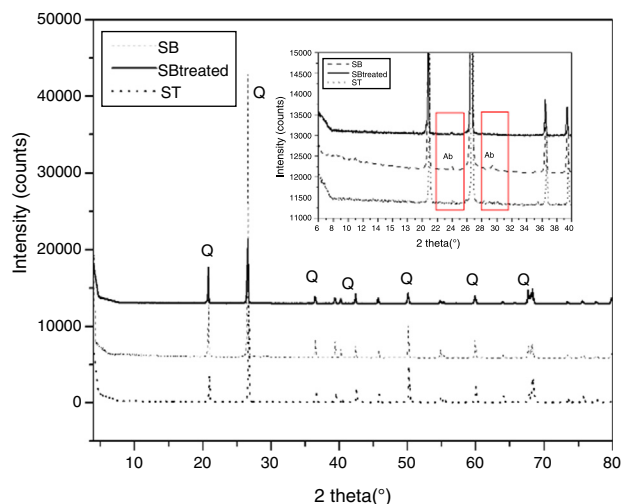 50000
40000
30000
20000
10000
0
Intensity (counts)
SB
SBtreated
ST
Q
Q
Q
Q
Q
Q
Q
10
20
30
40
50
60
70
80
2 theta(°)
15000
14500
14000
13500
13000
12500
12000
11500
11000
Intensity (counts)
SB
SBtreated
ST
Ab
Ab
6 8 10 12 14 16 18 20 22 24 26 28 30 32 34 36 38 40
2 theta(°)